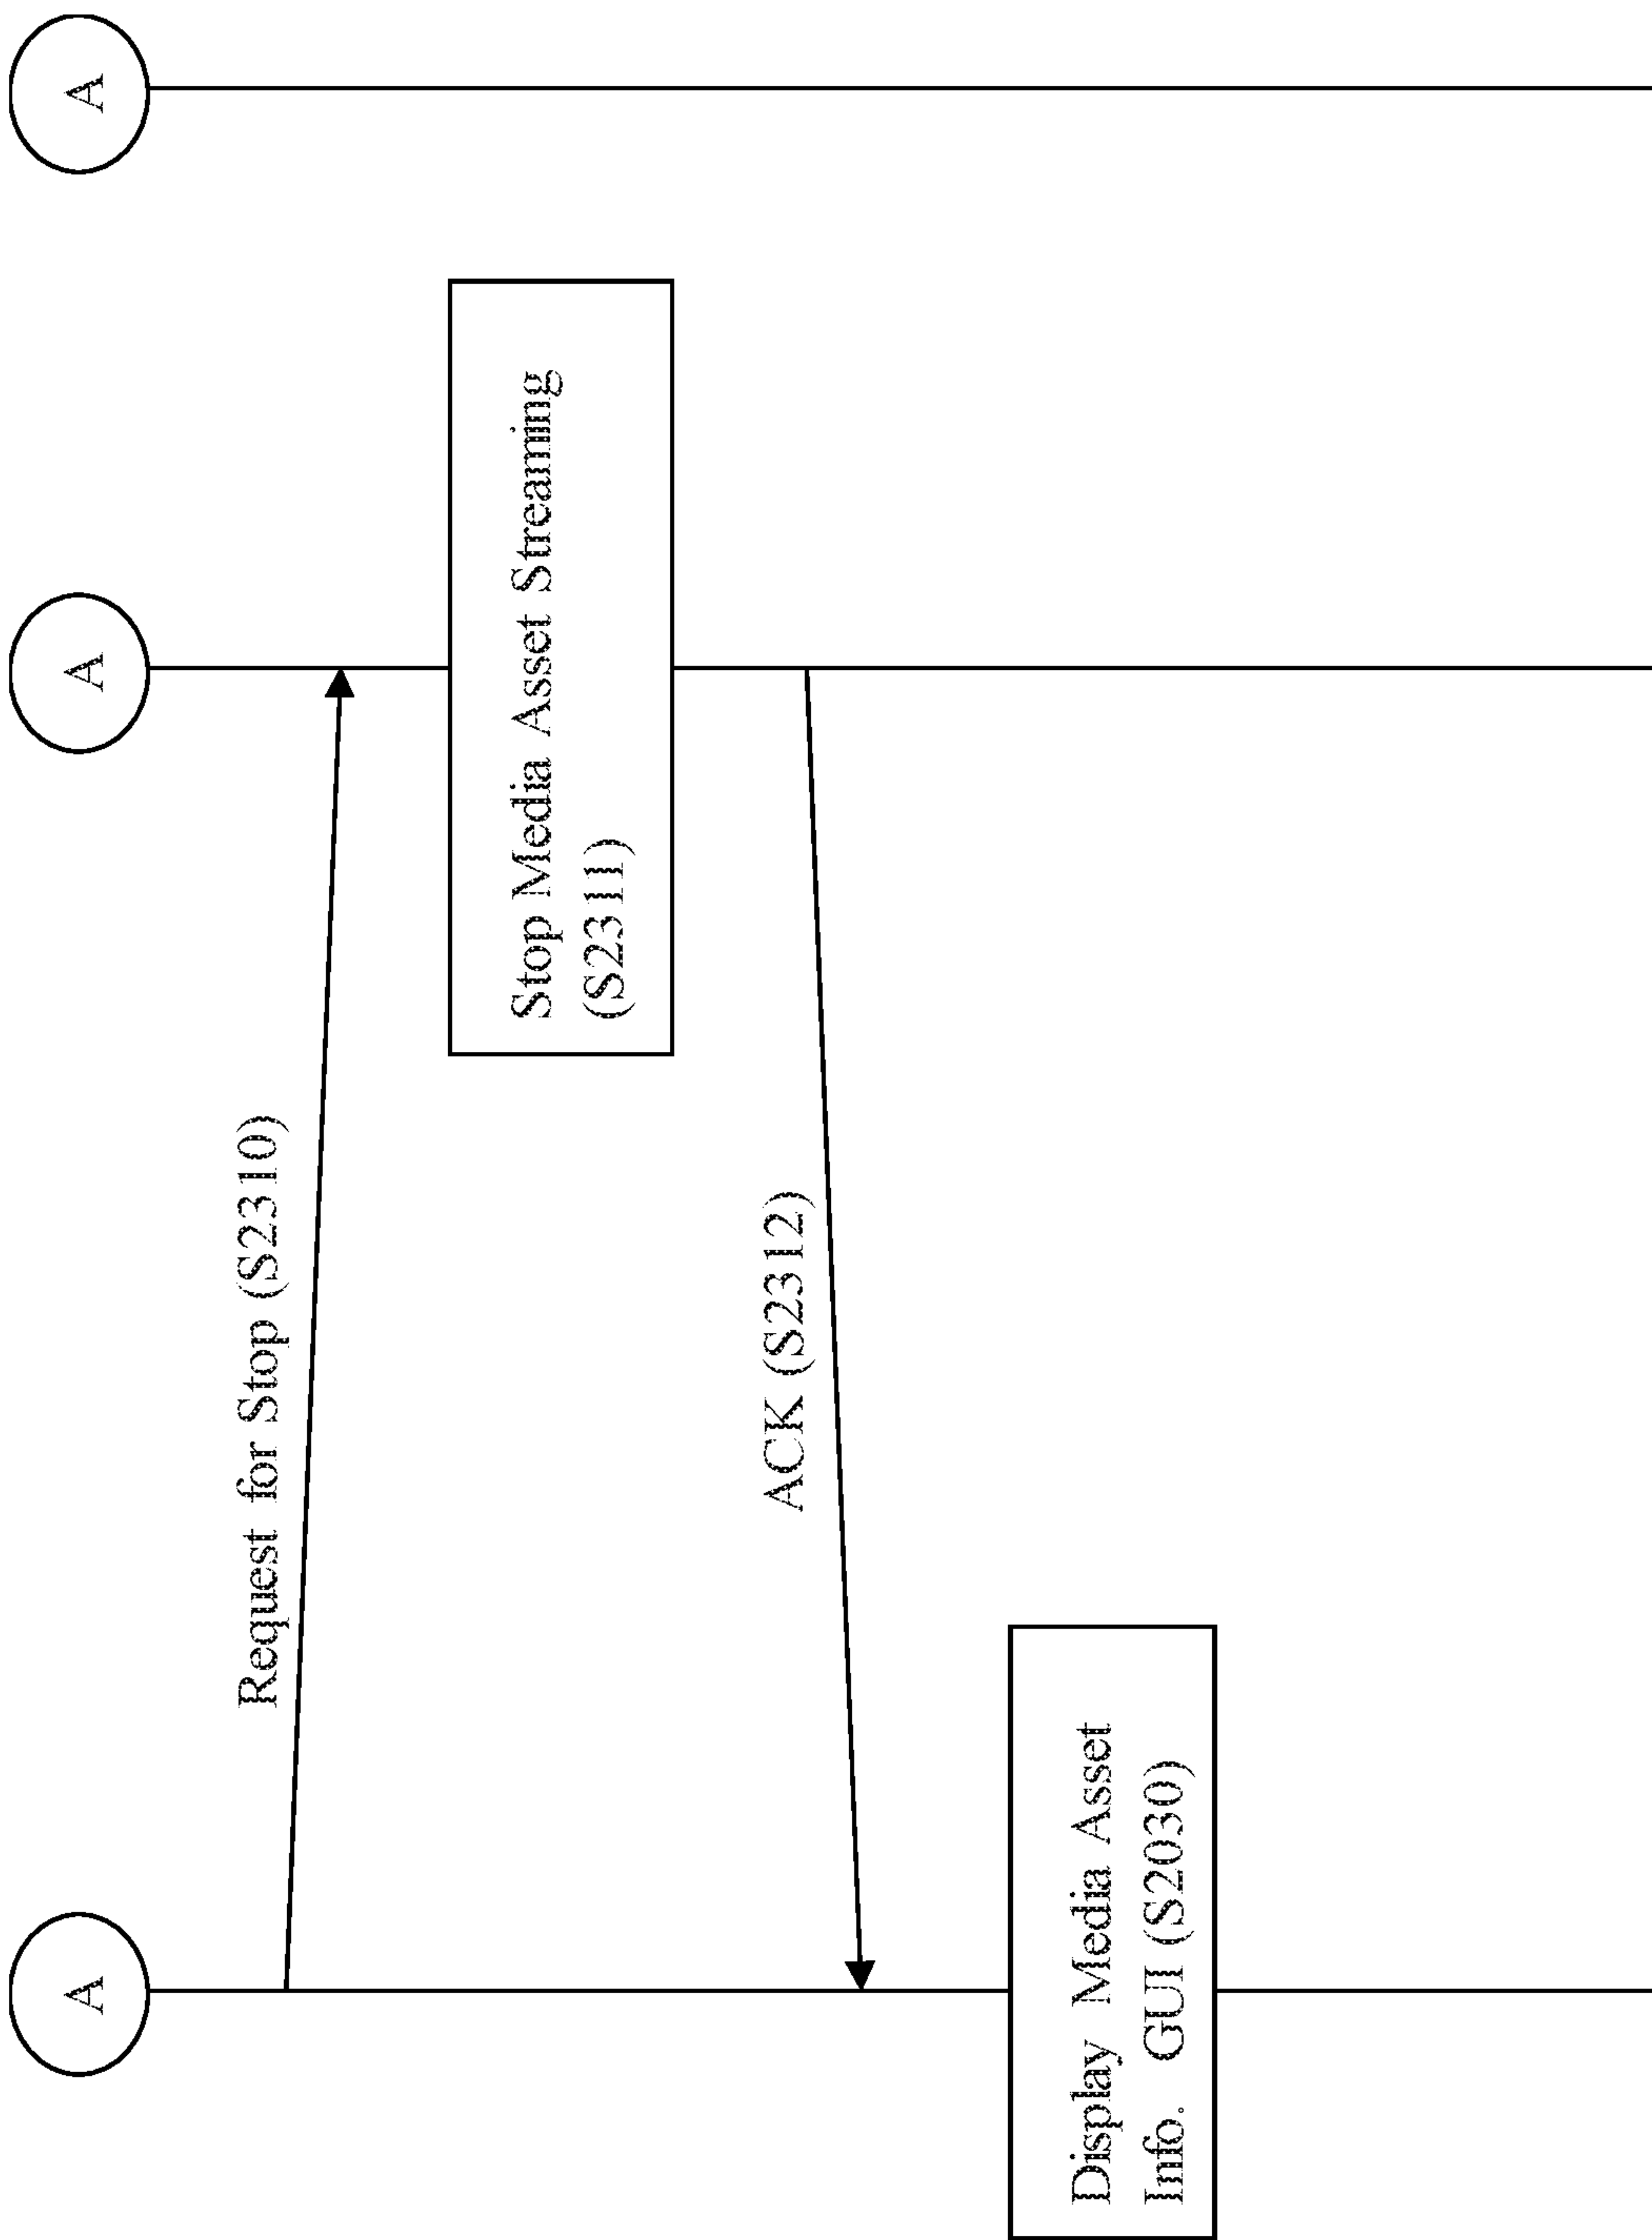 A
A
A
Request for Stop (S2310)
Stop Media Asset Streaming
(S2311)
ACK (S2312)
Display Media Asset
Info. GUI (S2030)